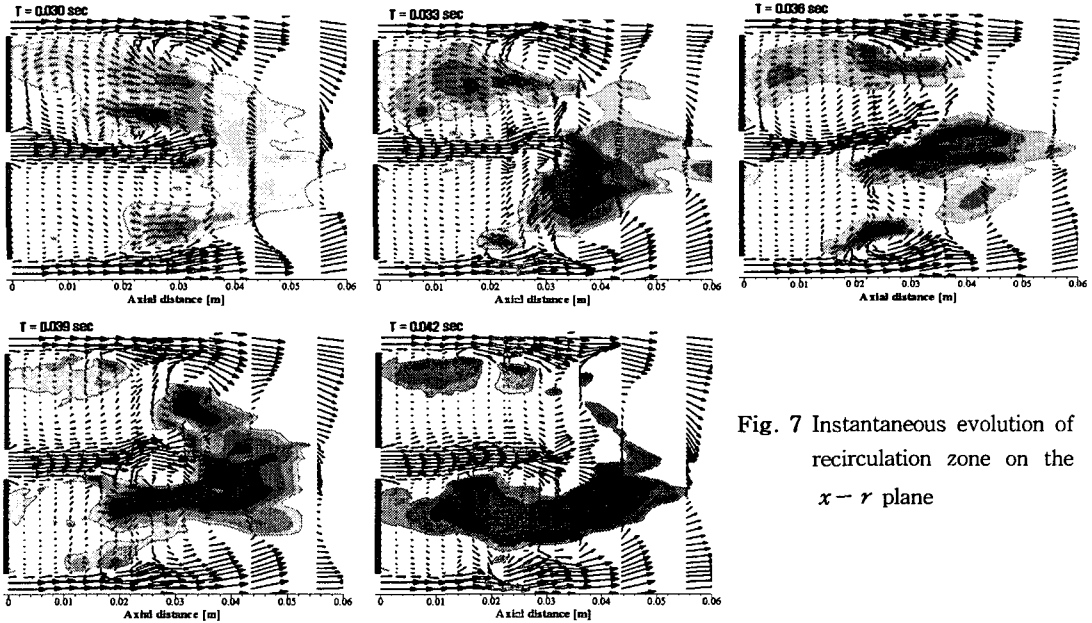 T = 0.030 sec
T = 0.033 sec
T = 0.036 sec
0 0.01 0.02 0.03 0.04 0.05 0.06
Axial distance [m]
0 0.01 0.02 0.03 0.04 0.05 0.06
Axial distance [m]
0 0.01 0.02 0.03 0.04 0.05 0.06
Axial distance [m]
T = 0.039 sec
T = 0.042 sec
0 0.01 0.02 0.03 0.04 0.05 0.06
Axial distance [m]
0 0.01 0.02 0.03 0.04 0.05 0.06
Axial distance [m]
Fig. 7 Instantaneous evolution of
recirculation zone on the
x − r plane